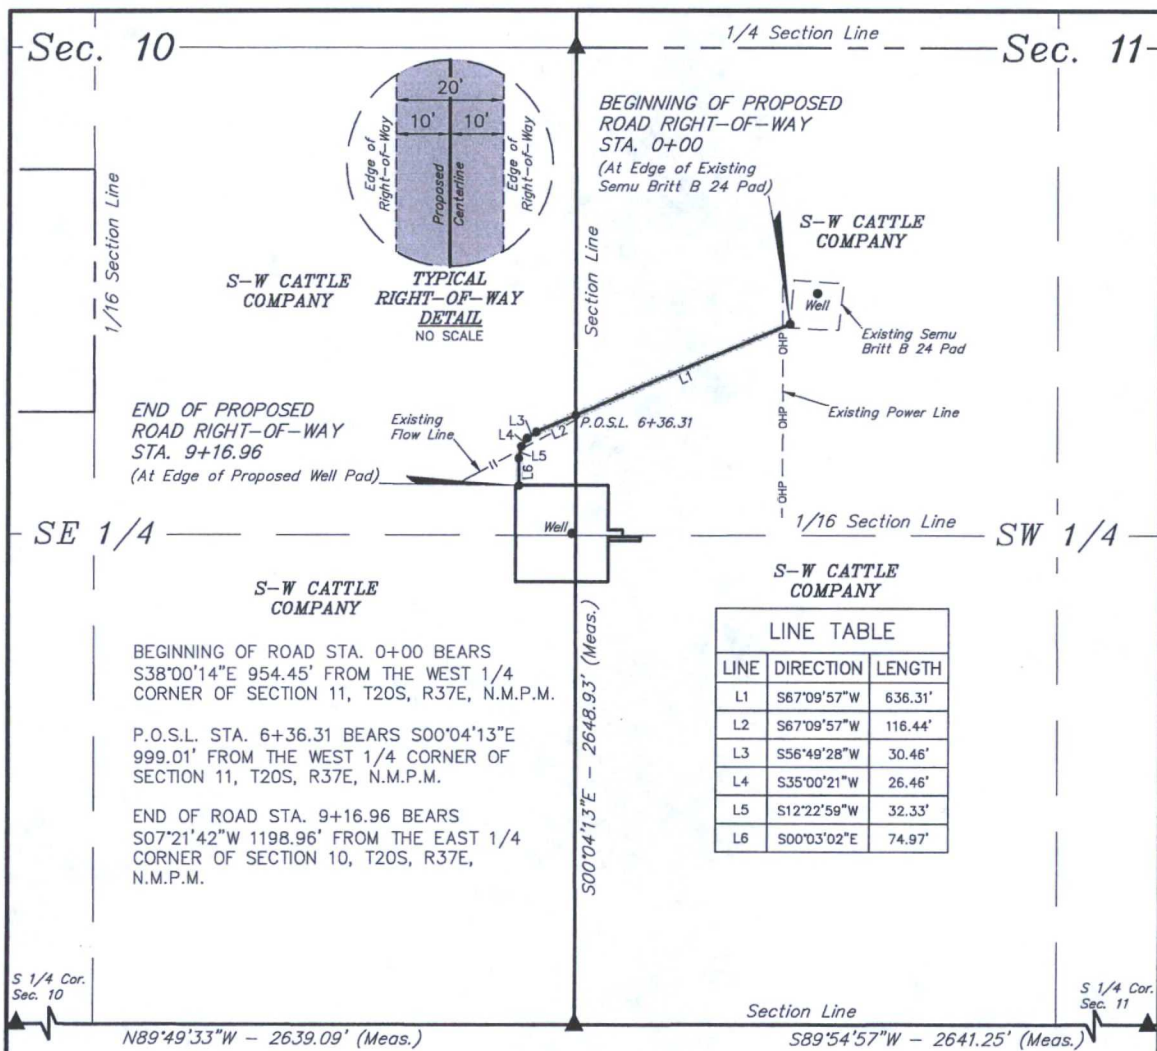 Sec. 10
1/4 Section Line
Sec. 11
20'
10'
10'
Edge of
Right-of-Way
Proposed
Centerline
Edge of
Right-of-Way
TYPICAL
RIGHT-OF-WAY
DETAIL
NO SCALE
1/16 Section Line
S-W CATTLE
COMPANY
Section Line
BEGINNING OF PROPOSED
ROAD RIGHT-OF-WAY
STA. 0+00
(At Edge of Existing
Semu Britt B 24 Pad)
S-W CATTLE
COMPANY
Well
Existing Semu
Britt B 24 Pad
OHP
Existing Power Line
OHP
OHP
OHP
L1
P.O.S.L. 6+36.31
L2
L3
L4
L5
L6
Existing
Flow Line
END OF PROPOSED
ROAD RIGHT-OF-WAY
STA. 9+16.96
(At Edge of Proposed Well Pad)
SE 1/4
Well
1/16 Section Line
SW 1/4
S-W CATTLE
COMPANY
S-W CATTLE
COMPANY
BEGINNING OF ROAD STA. 0+00 BEARS
S38°00'14"E 954.45' FROM THE WEST 1/4
CORNER OF SECTION 11, T20S, R37E, N.M.P.M.
P.O.S.L. STA. 6+36.31 BEARS S00°04'13"E
999.01' FROM THE WEST 1/4 CORNER OF
SECTION 11, T20S, R37E, N.M.P.M.
END OF ROAD STA. 9+16.96 BEARS
S07°21'42"W 1198.96' FROM THE EAST 1/4
CORNER OF SECTION 10, T20S, R37E,
N.M.P.M.
S00°04'13"E - 2648.93' (Meas.)
LINE TABLE
LINE DIRECTION LENGTH
L1 S67°09'57"W 636.31'
L2 S67°09'57"W 116.44'
L3 S56°49'28"W 30.46'
L4 S35°00'21"W 26.46'
L5 S12°22'59"W 32.33'
L6 S00°03'02"E 74.97'
S 1/4 Cor.
Sec. 10
N89°49'33"W - 2639.09' (Meas.)
Section Line
S89°54'57"W - 2641.25' (Meas.)
S 1/4 Cor.
Sec. 11